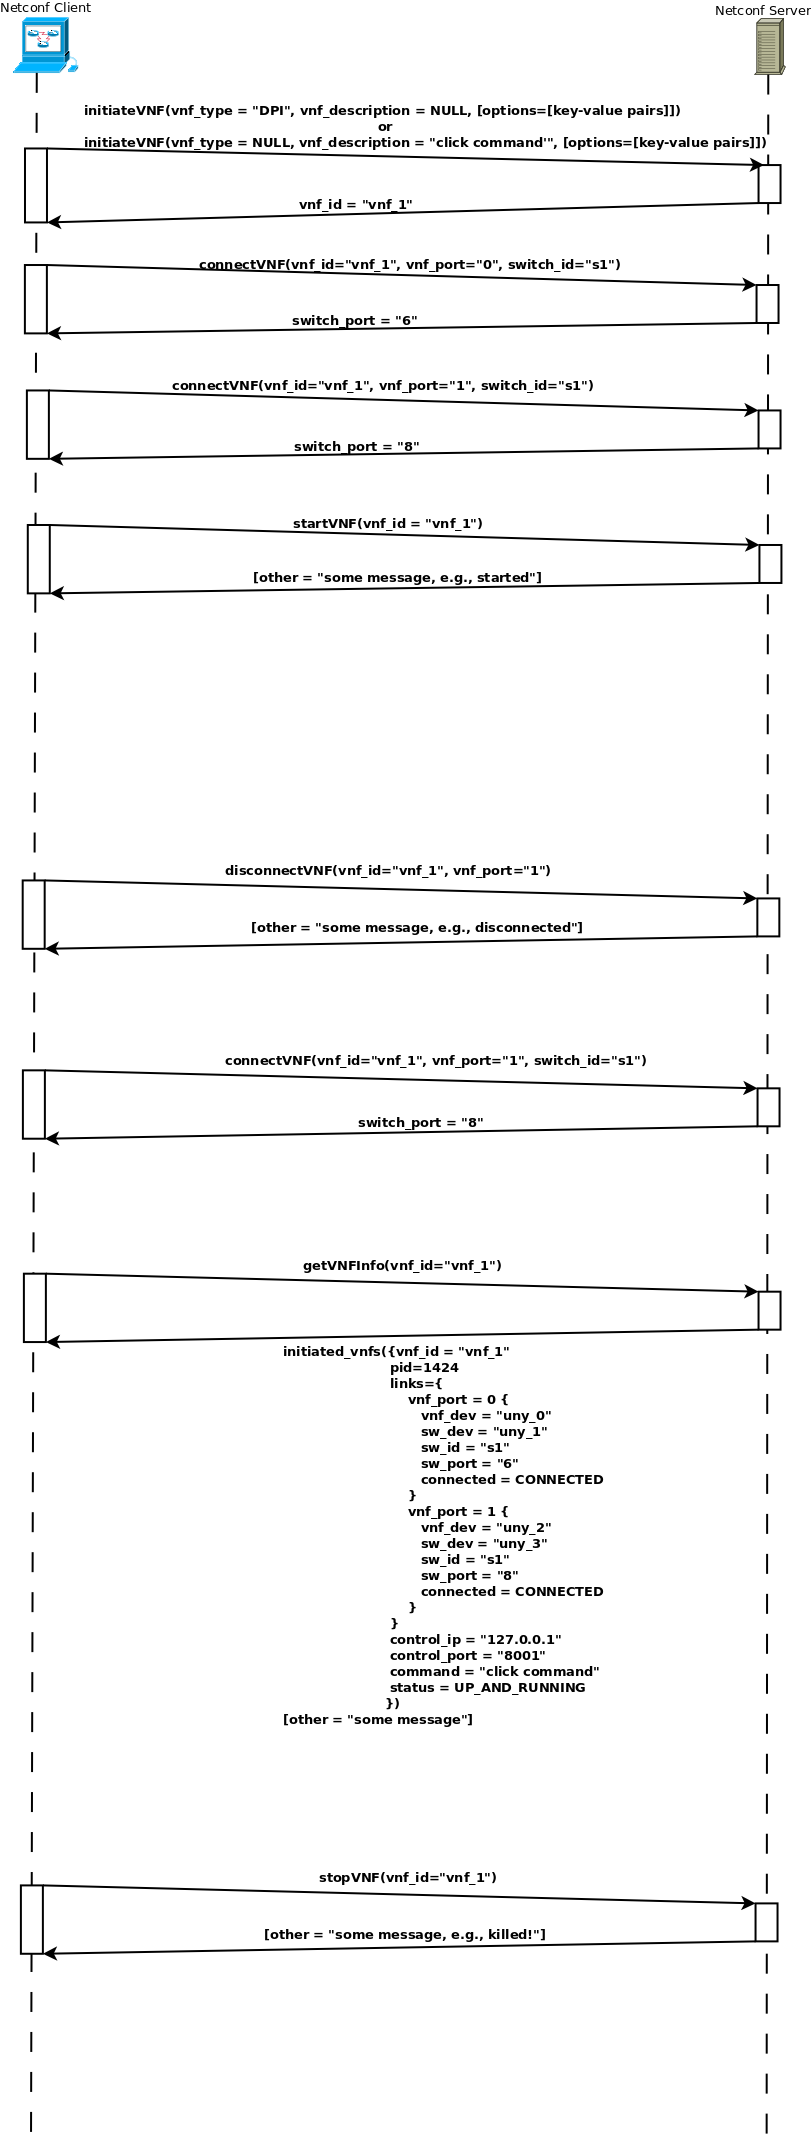 Netconf Client
Netconf Server
initiateVNF(vnf_type = "DPI", vnf_description = NULL, [options=[key-value pairs]])
or
initiateVNF(vnf_type = NULL, vnf_description = "click command'", [options=[key-value pairs]])
vnf_id = "vnf_1"
connectVNF(vnf_id="vnf_1", vnf_port="0", switch_id="s1")
switch_port = "6"
connectVNF(vnf_id="vnf_1", vnf_port="1", switch_id="s1")
switch_port = "8"
startVNF(vnf_id = "vnf_1")
[other = "some message, e.g., started"]
disconnectVNF(vnf_id="vnf_1", vnf_port="1")
[other = "some message, e.g., disconnected"]
connectVNF(vnf_id="vnf_1", vnf_port="1", switch_id="s1")
switch_port = "8"
getVNFInfo(vnf_id="vnf_1")
initiated_vnfs({vnf_id = "vnf_1"
pid=1424
links={
vnf_port = 0 {
vnf_dev = "uny_0"
sw_dev = "uny_1"
sw_id = "s1"
sw_port = "6"
connected = CONNECTED
}
vnf_port = 1 {
vnf_dev = "uny_2"
sw_dev = "uny_3"
sw_id = "s1"
sw_port = "8"
connected = CONNECTED
}
}
control_ip = "127.0.0.1"
control_port = "8001"
command = "click command"
status = UP_AND_RUNNING
})
[other = "some message"]
stopVNF(vnf_id="vnf_1")
[other = "some message, e.g., killed!"]